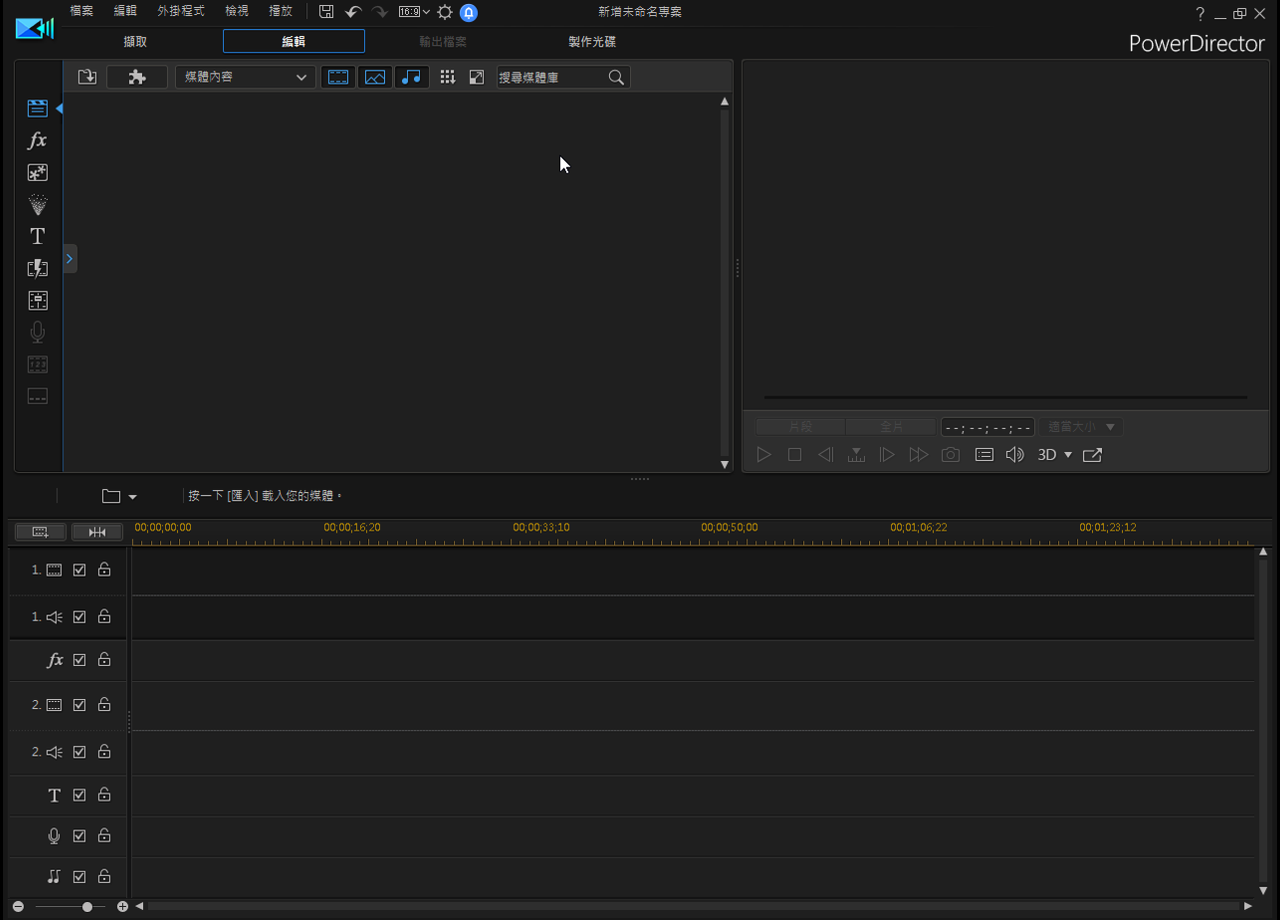 檔案 編輯 外掛程式 檢視 播放 16:9 新增未命名專案 ?
擷取 編輯 輸出檔案 製作光碟 PowerDirector
媒體內容 搜尋媒體庫
fx
T
片段 全片 --;--;--;-- 適當大小
3D
按一下 [匯入] 載入您的媒體。
00;00;00;00 00;00;16;20 00;00;33;10 00;00;50;00 00;01;06;22 00;01;23;12
1.
1.
fx
2.
2.
T